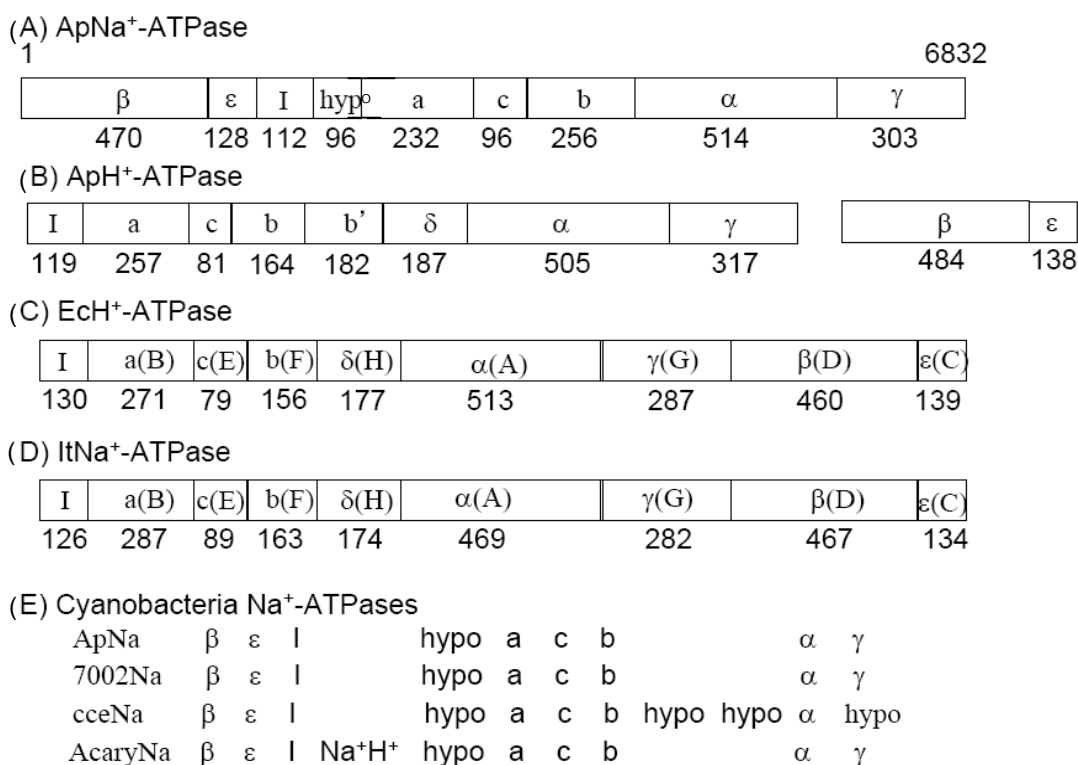 (A) ApNa⁺-ATPase
1 6832
β ε I hypo a c b α γ
470 128 112 96 232 96 256 514 303
(B) ApH⁺-ATPase
I a c b b’ δ α γ β ε
119 257 81 164 182 187 505 317 484 138
(C) EcH⁺-ATPase
I a(B) c(E) b(F) δ(H) α(A) γ(G) β(D) ε(C)
130 271 79 156 177 513 287 460 139
(D) ItNa⁺-ATPase
I a(B) c(E) b(F) δ(H) α(A) γ(G) β(D) ε(C)
126 287 89 163 174 469 282 467 134
(E) Cyanobacteria Na⁺-ATPases
ApNa β ε I hypo a c b α γ
7002Na β ε I hypo a c b α γ
cceNa β ε I hypo a c b hypo hypo α hypo
AcaryNa β ε I Na⁺H⁺ hypo a c b α γ